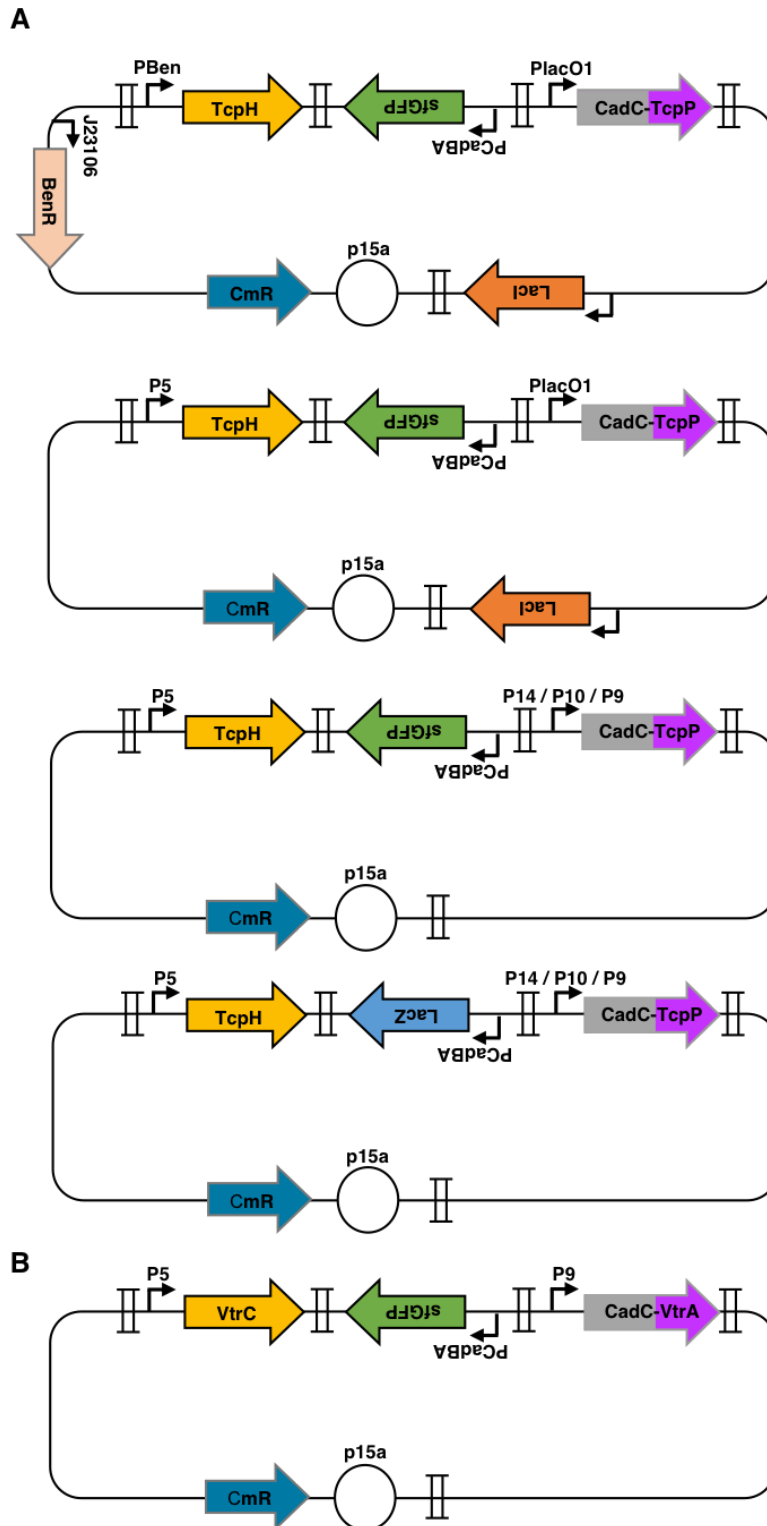 A
PBen
PlacO1
TcpH
sfGFP
CadC-TcpP
PCadBA
J23106
BenR
p15a
CmR
LacI
P5
PlacO1
TcpH
sfGFP
CadC-TcpP
PCadBA
p15a
CmR
LacI
P5
P14 / P10 / P9
TcpH
sfGFP
CadC-TcpP
PCadBA
p15a
CmR
P5
P14 / P10 / P9
TcpH
LacZ
CadC-TcpP
PCadBA
p15a
CmR
B
P5
P9
VtrC
sfGFP
CadC-VtrA
PCadBA
p15a
CmR